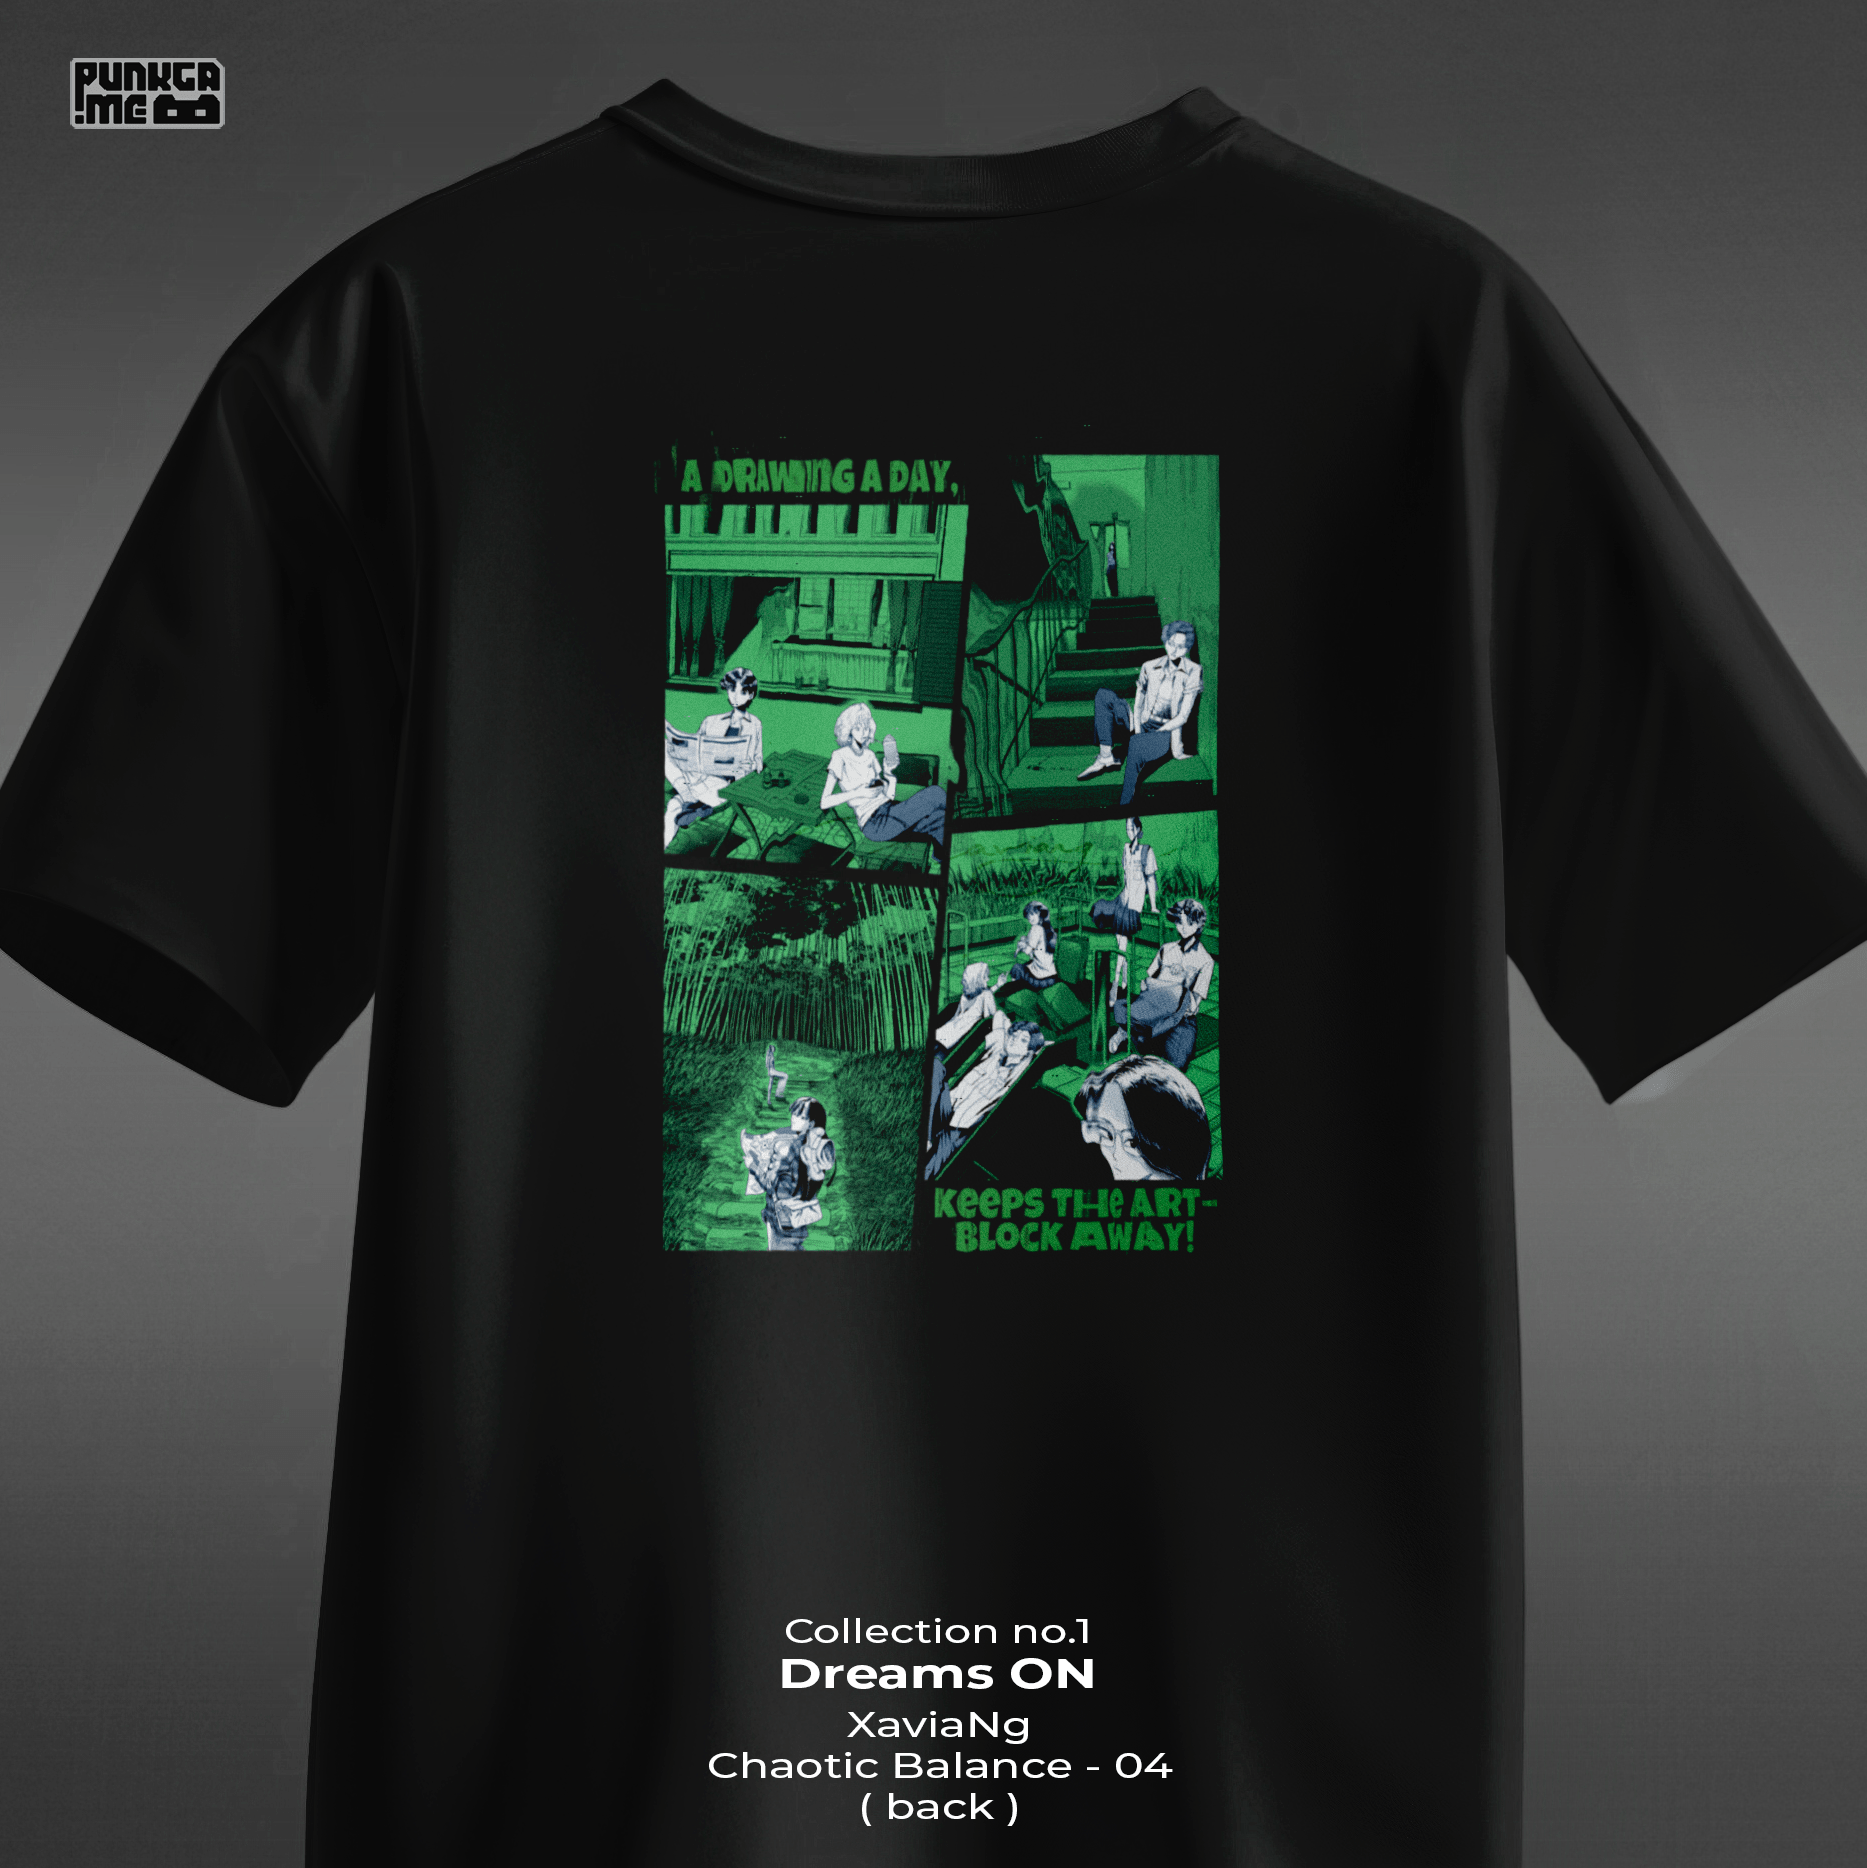 PUNKGA
.ME
A DRAWING A DAY,
KEEPS THE ART-
BLOCK AWAY!
Collection no.1
Dreams ON
XaviaNg
Chaotic Balance - 04
( back )